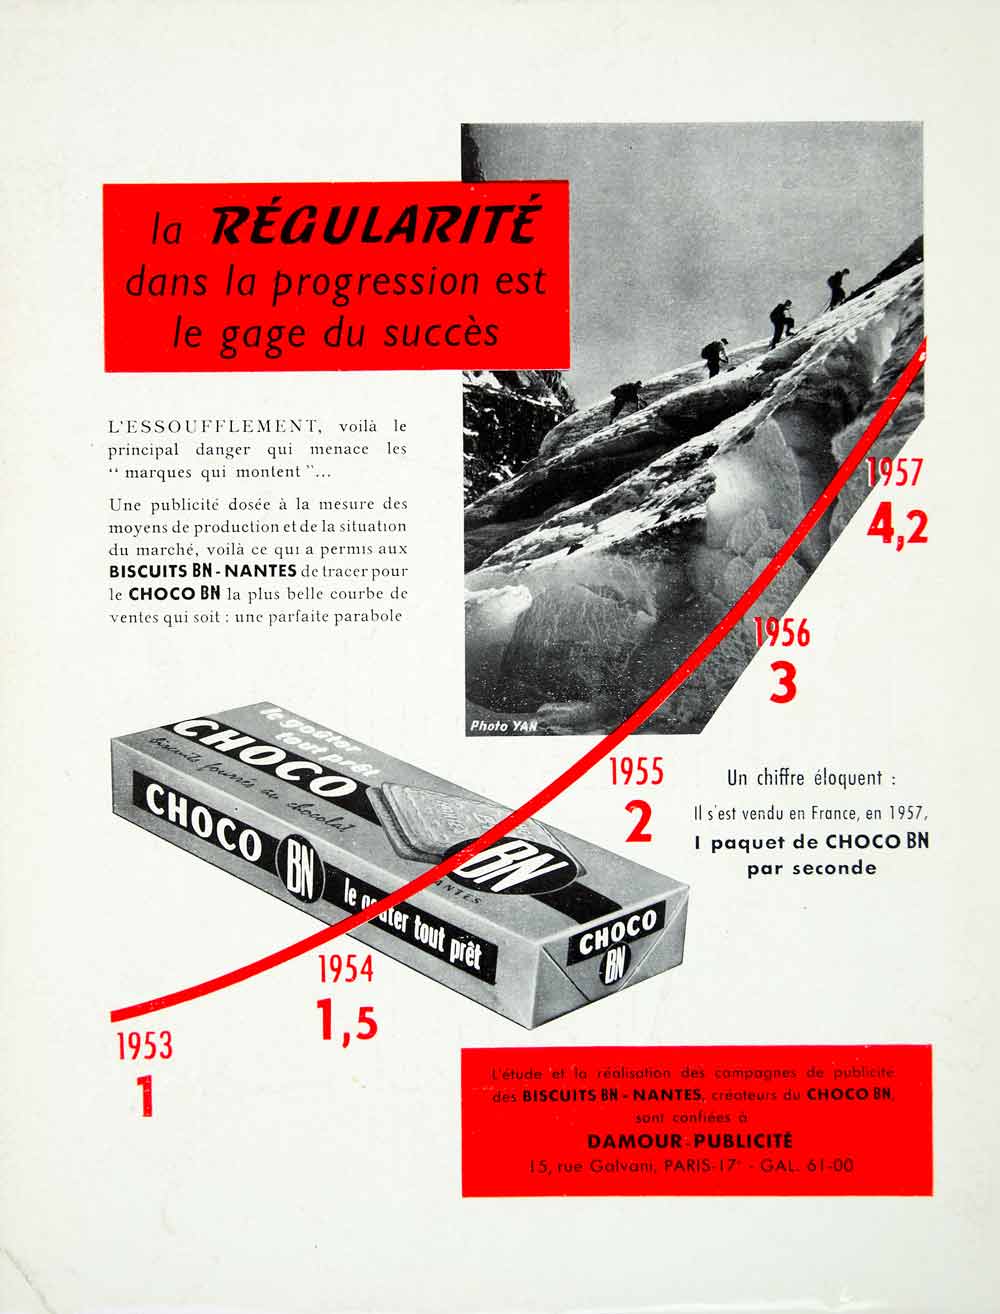 la RÉGULARITÉ
dans la progression est
le gage du succès
L'ESSOUFFLEMENT, voilà le
principal danger qui menace les
“ marques qui montent ”...
Une publicité dosée à la mesure des
moyens de production et de la situation
du marché, voilà ce qui a permis aux
BISCUITS BN - NANTES de tracer pour
le CHOCO BN la plus belle courbe de
ventes qui soit : une parfaite parabole
Photo YAN
1957
4,2
1956
3
1955
2
1954
1,5
1953
1
le goûter
tout prêt
CHOCO
biscuits fourrés au chocolat
BN
NANTES
CHOCO BN le goûter tout prêt
CHOCO
BN
Un chiffre éloquent :
Il s'est vendu en France, en 1957,
1 paquet de CHOCO BN
par seconde
L'étude et la réalisation des campagnes de publicité
des BISCUITS BN - NANTES, créateurs du CHOCO BN,
sont confiées à
DAMOUR-PUBLICITÉ
15, rue Galvani, PARIS-17e - GAL. 61-00